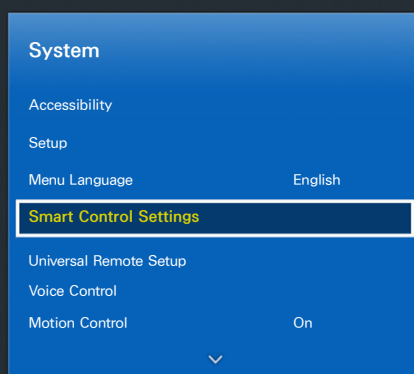 System
Accessibility
Setup
Menu Language English
Smart Control Settings
Universal Remote Setup
Voice Control
Motion Control On